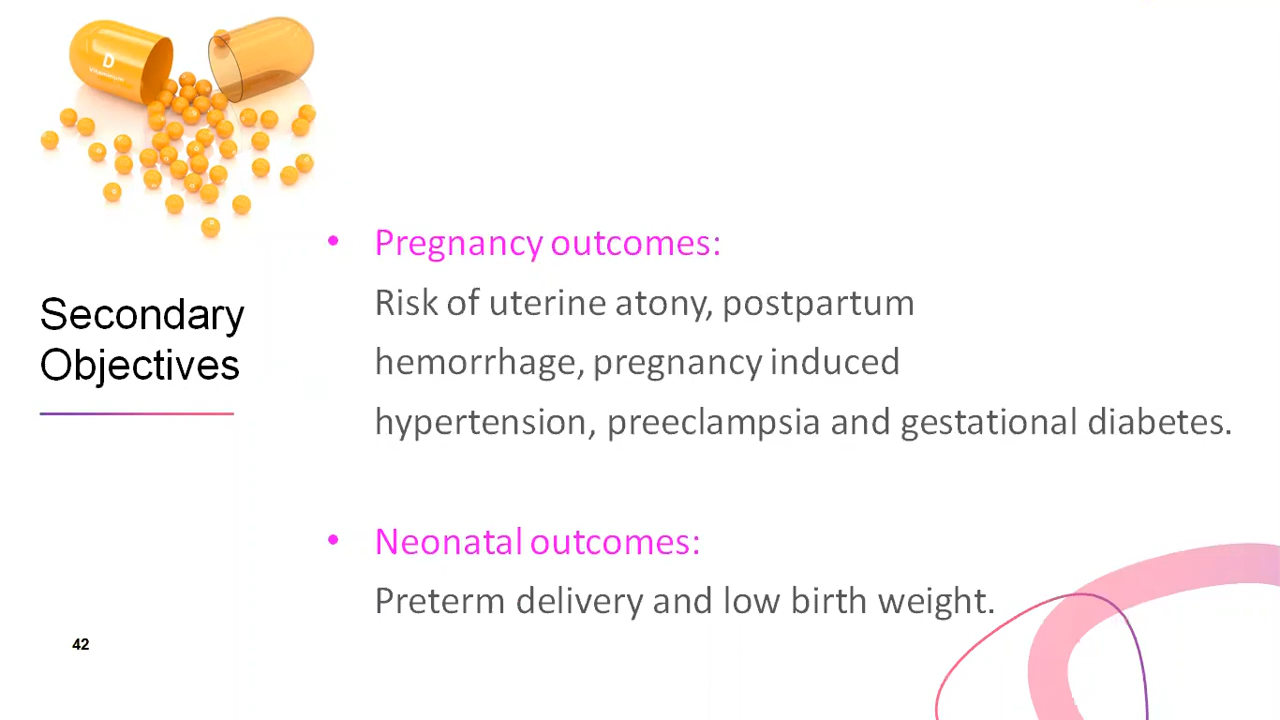 D
Secondary
Objectives
• Pregnancy outcomes:
Risk of uterine atony, postpartum
hemorrhage, pregnancy induced
hypertension, preeclampsia and gestational diabetes.
• Neonatal outcomes:
Preterm delivery and low birth weight.
42